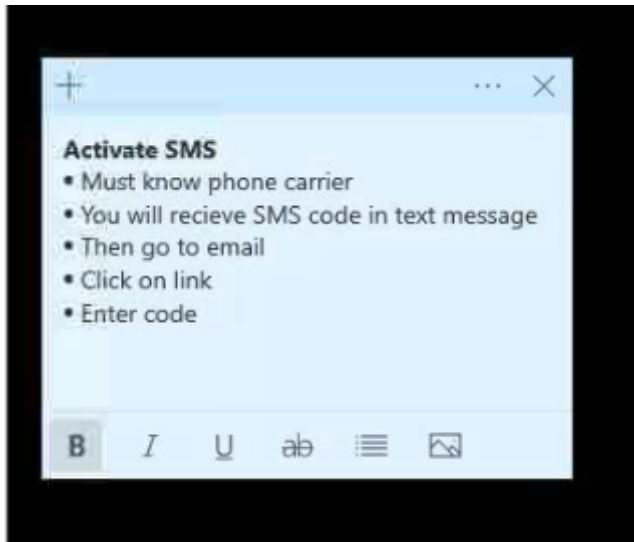 Activate SMS
• Must know phone carrier
• You will recieve SMS code in text message
• Then go to email
• Click on link
• Enter code
B I U ab